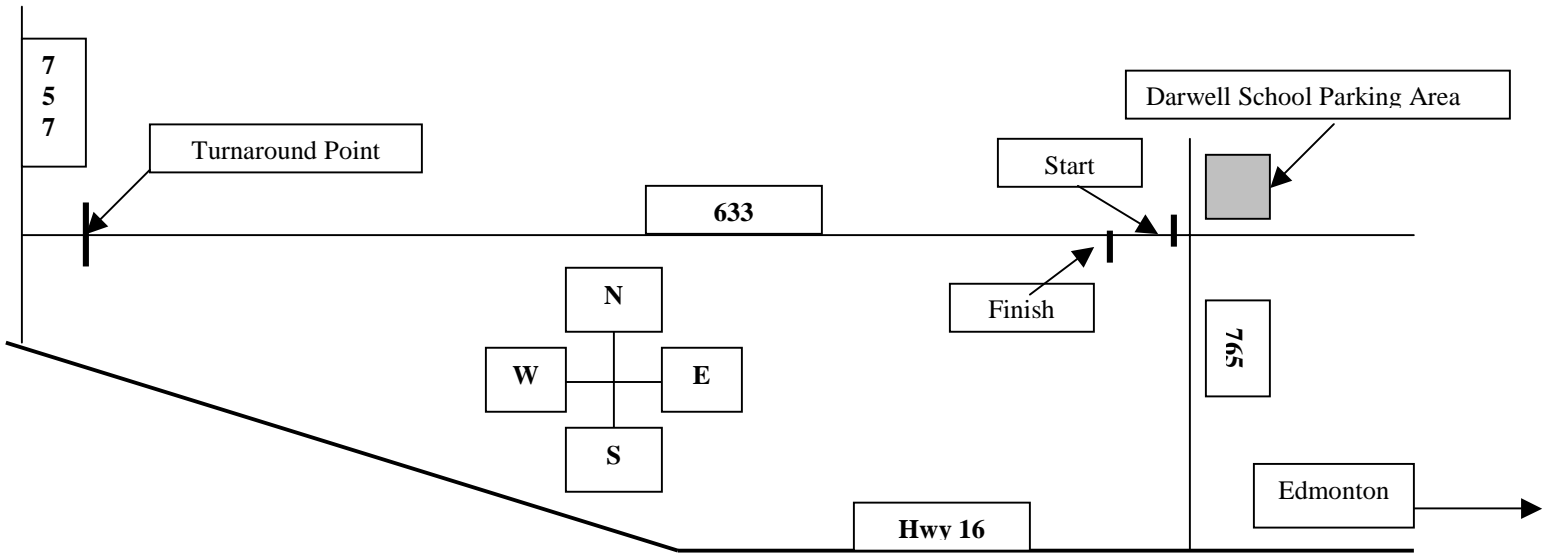 7
5
7
Darwell School Parking Area
Turnaround Point
Start
633
N
Finish
W
E
765
S
Edmonton
Hwy 16